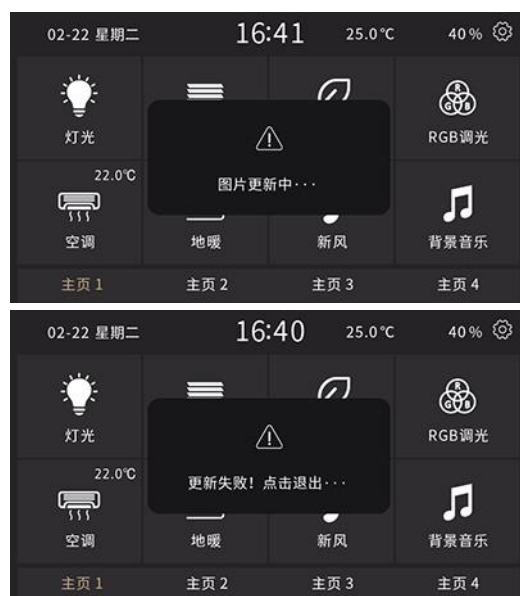 02-22 星期二 16:41 25.0℃ 40%
R
G B
灯光 RGB调光
图片更新中···
22.0℃
空调 地暖 新风 背景音乐
主页 1 主页 2 主页 3 主页 4
02-22 星期二 16:40 25.0℃ 40%
R
G B
灯光 RGB调光
更新失败！点击退出···
22.0℃
空调 地暖 新风 背景音乐
主页 1 主页 2 主页 3 主页 4